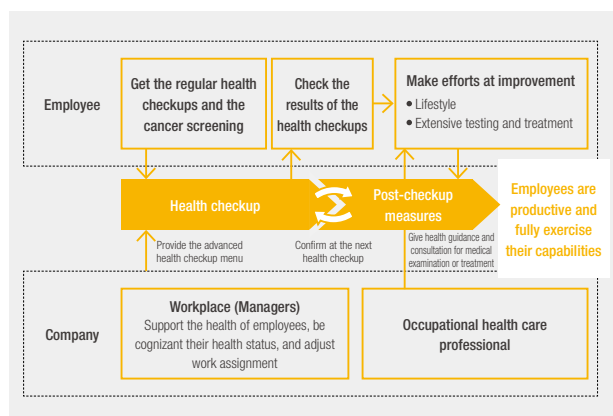 Employee
Get the regular health
checkups and the
cancer screening
Check the
results of the
health checkups
Make efforts at improvement
• Lifestyle
• Extensive testing and treatment
Health checkup
Post-checkup
measures
Employees are
productive and
fully exercise
their capabilities
Provide the advanced
health checkup menu
Confirm at the next
health checkup
Give health guidance and
consultation for medical
examination or treatment
Company
Workplace (Managers)
Support the health of employees, be
cognizant their health status, and adjust
work assignment
Occupational health care
professional